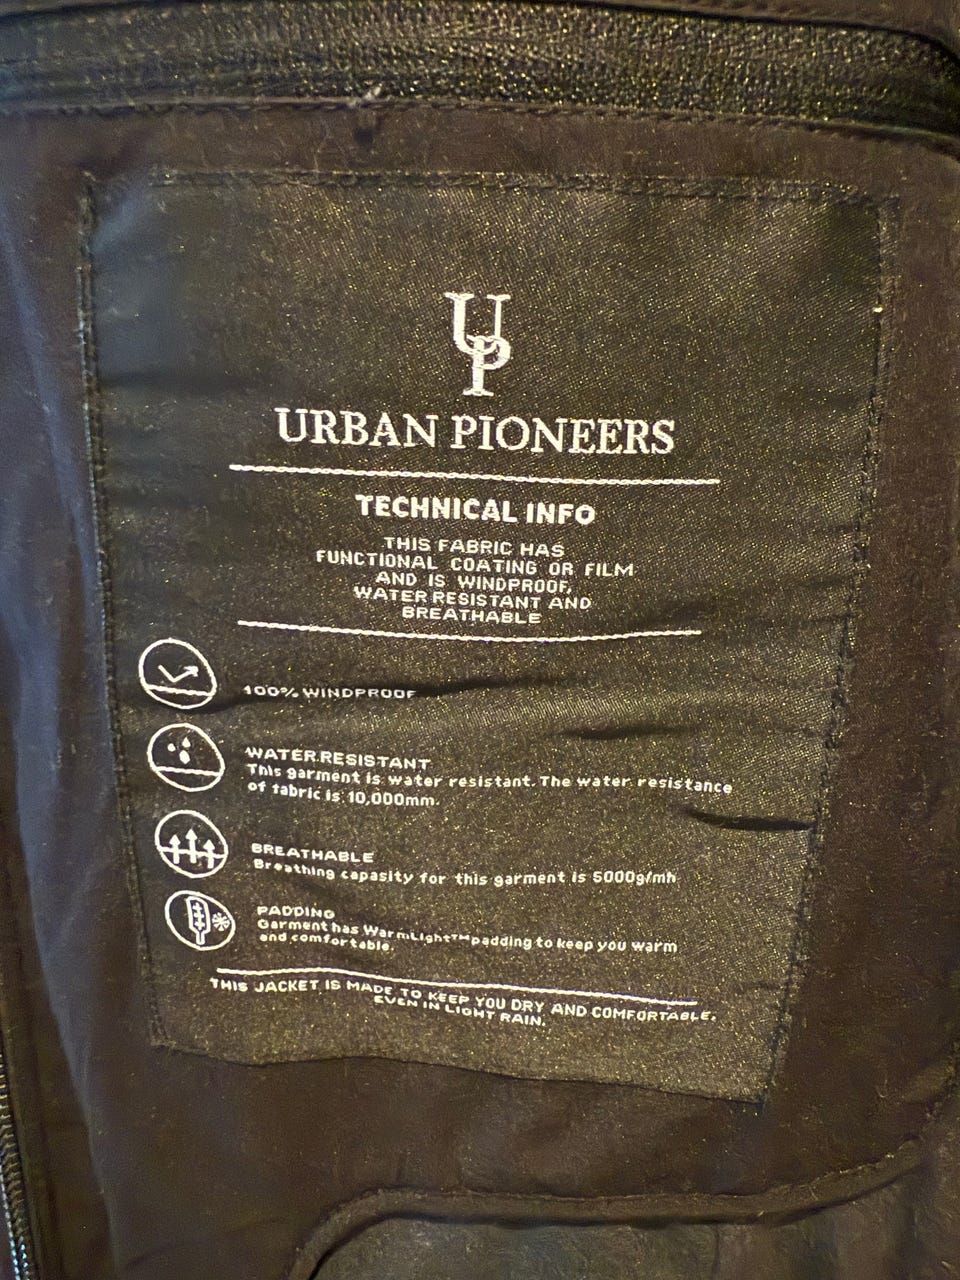 UP
URBAN PIONEERS
TECHNICAL INFO
THIS FABRIC HAS
FUNCTIONAL COATING OR FILM
AND IS WINDPROOF,
WATER RESISTANT AND
BREATHABLE
100% WINDPROOF
WATER.RESISTANT
This garment is water resistant. The water resistance
of fabric is 10,000mm.
BREATHABLE
Breathing capacity for this garment is 5000g/mh
PADDING
Garment has WarmLight™ padding to keep you warm
and comfortable.
THIS JACKET IS MADE TO KEEP YOU DRY AND COMFORTABLE.
EVEN IN LIGHT RAIN.